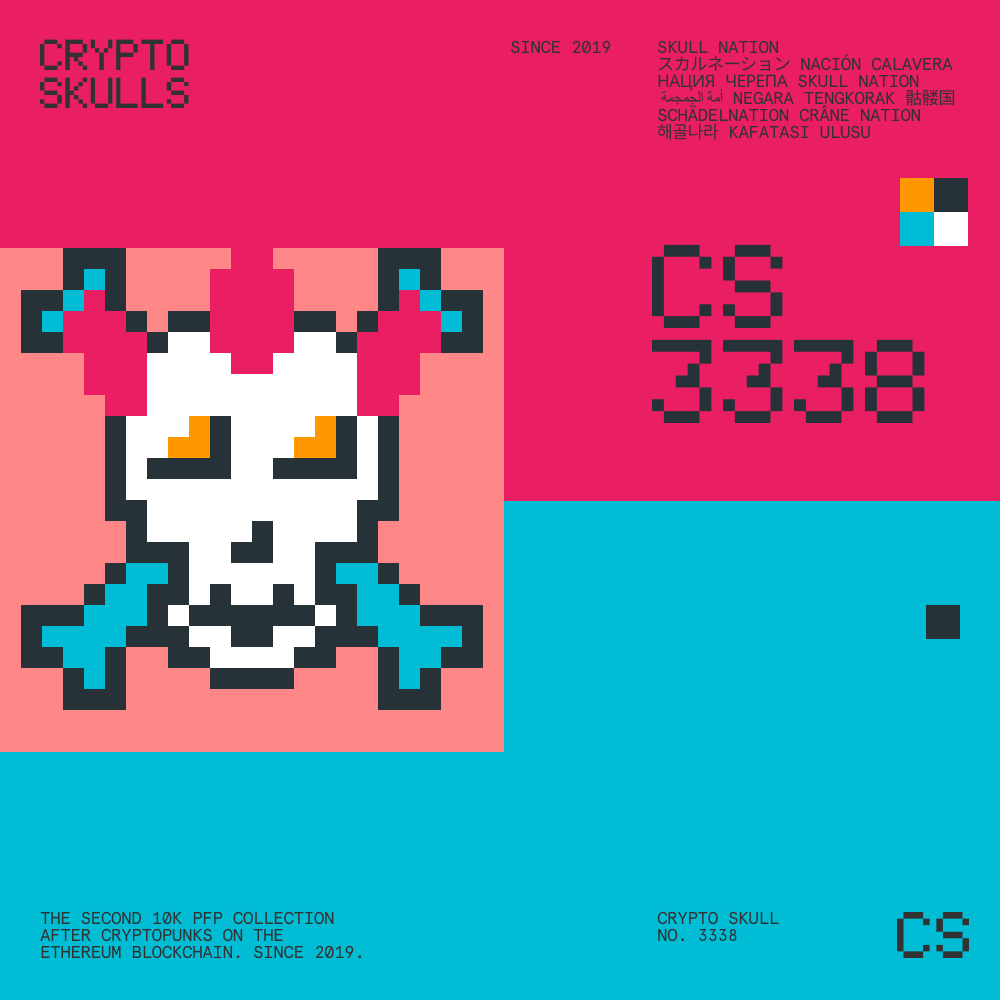 CRYPTO
SKULLS
SINCE 2019
SKULL NATION
スカルネーション NACIÓN CALAVERA
НАЦИЯ ЧЕРЕПА SKULL NATION
أمة الجمجمة NEGARA TENGKORAK 骷髅国
SCHÄDELNATION CRÂNE NATION
해골나라 KAFATASI ULUSU
CS
3338
THE SECOND 10K PFP COLLECTION
AFTER CRYPTOPUNKS ON THE
ETHEREUM BLOCKCHAIN. SINCE 2019.
CRYPTO SKULL
NO. 3338
CS